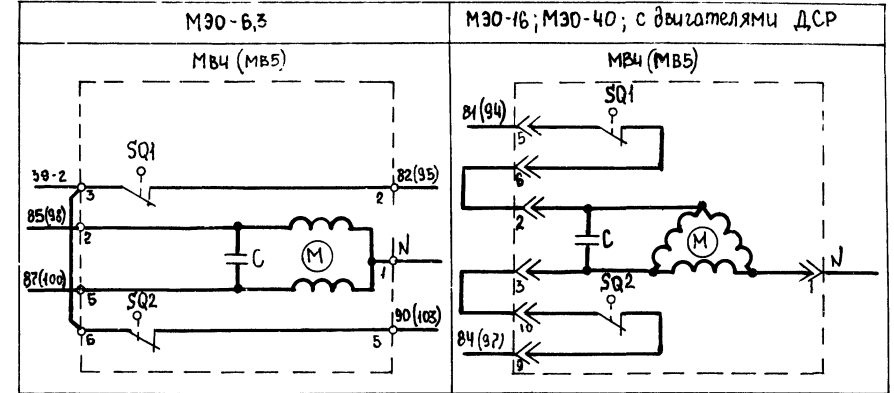 МЭО-6,3
МЭО-16; МЭО-40; с двигателями ДСР
МВ4 (МВ5)
SQ1
39-2
3
82(95)
2
85(98)
2
C
M
N
1
87(100)
5
SQ2
6
90(103)
5
МВ4 (МВ5)
SQ1
81(94)
5
6
2
C
M
N
1
3
SQ2
10
84(97)
9